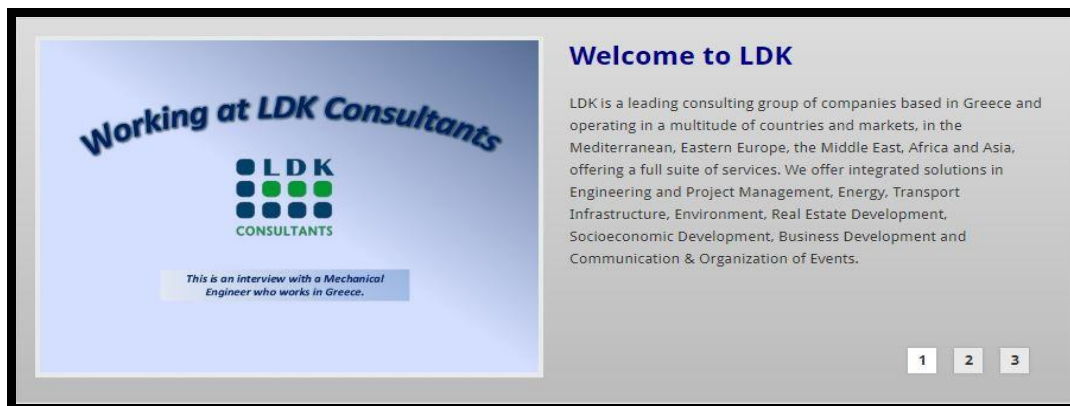 Working at LDK Consultants
LDK
CONSULTANTS
This is an interview with a Mechanical
Engineer who works in Greece.
Welcome to LDK
LDK is a leading consulting group of companies based in Greece and
operating in a multitude of countries and markets, in the
Mediterranean, Eastern Europe, the Middle East, Africa and Asia,
offering a full suite of services. We offer integrated solutions in
Engineering and Project Management, Energy, Transport
Infrastructure, Environment, Real Estate Development,
Socioeconomic Development, Business Development and
Communication & Organization of Events.
1 2 3